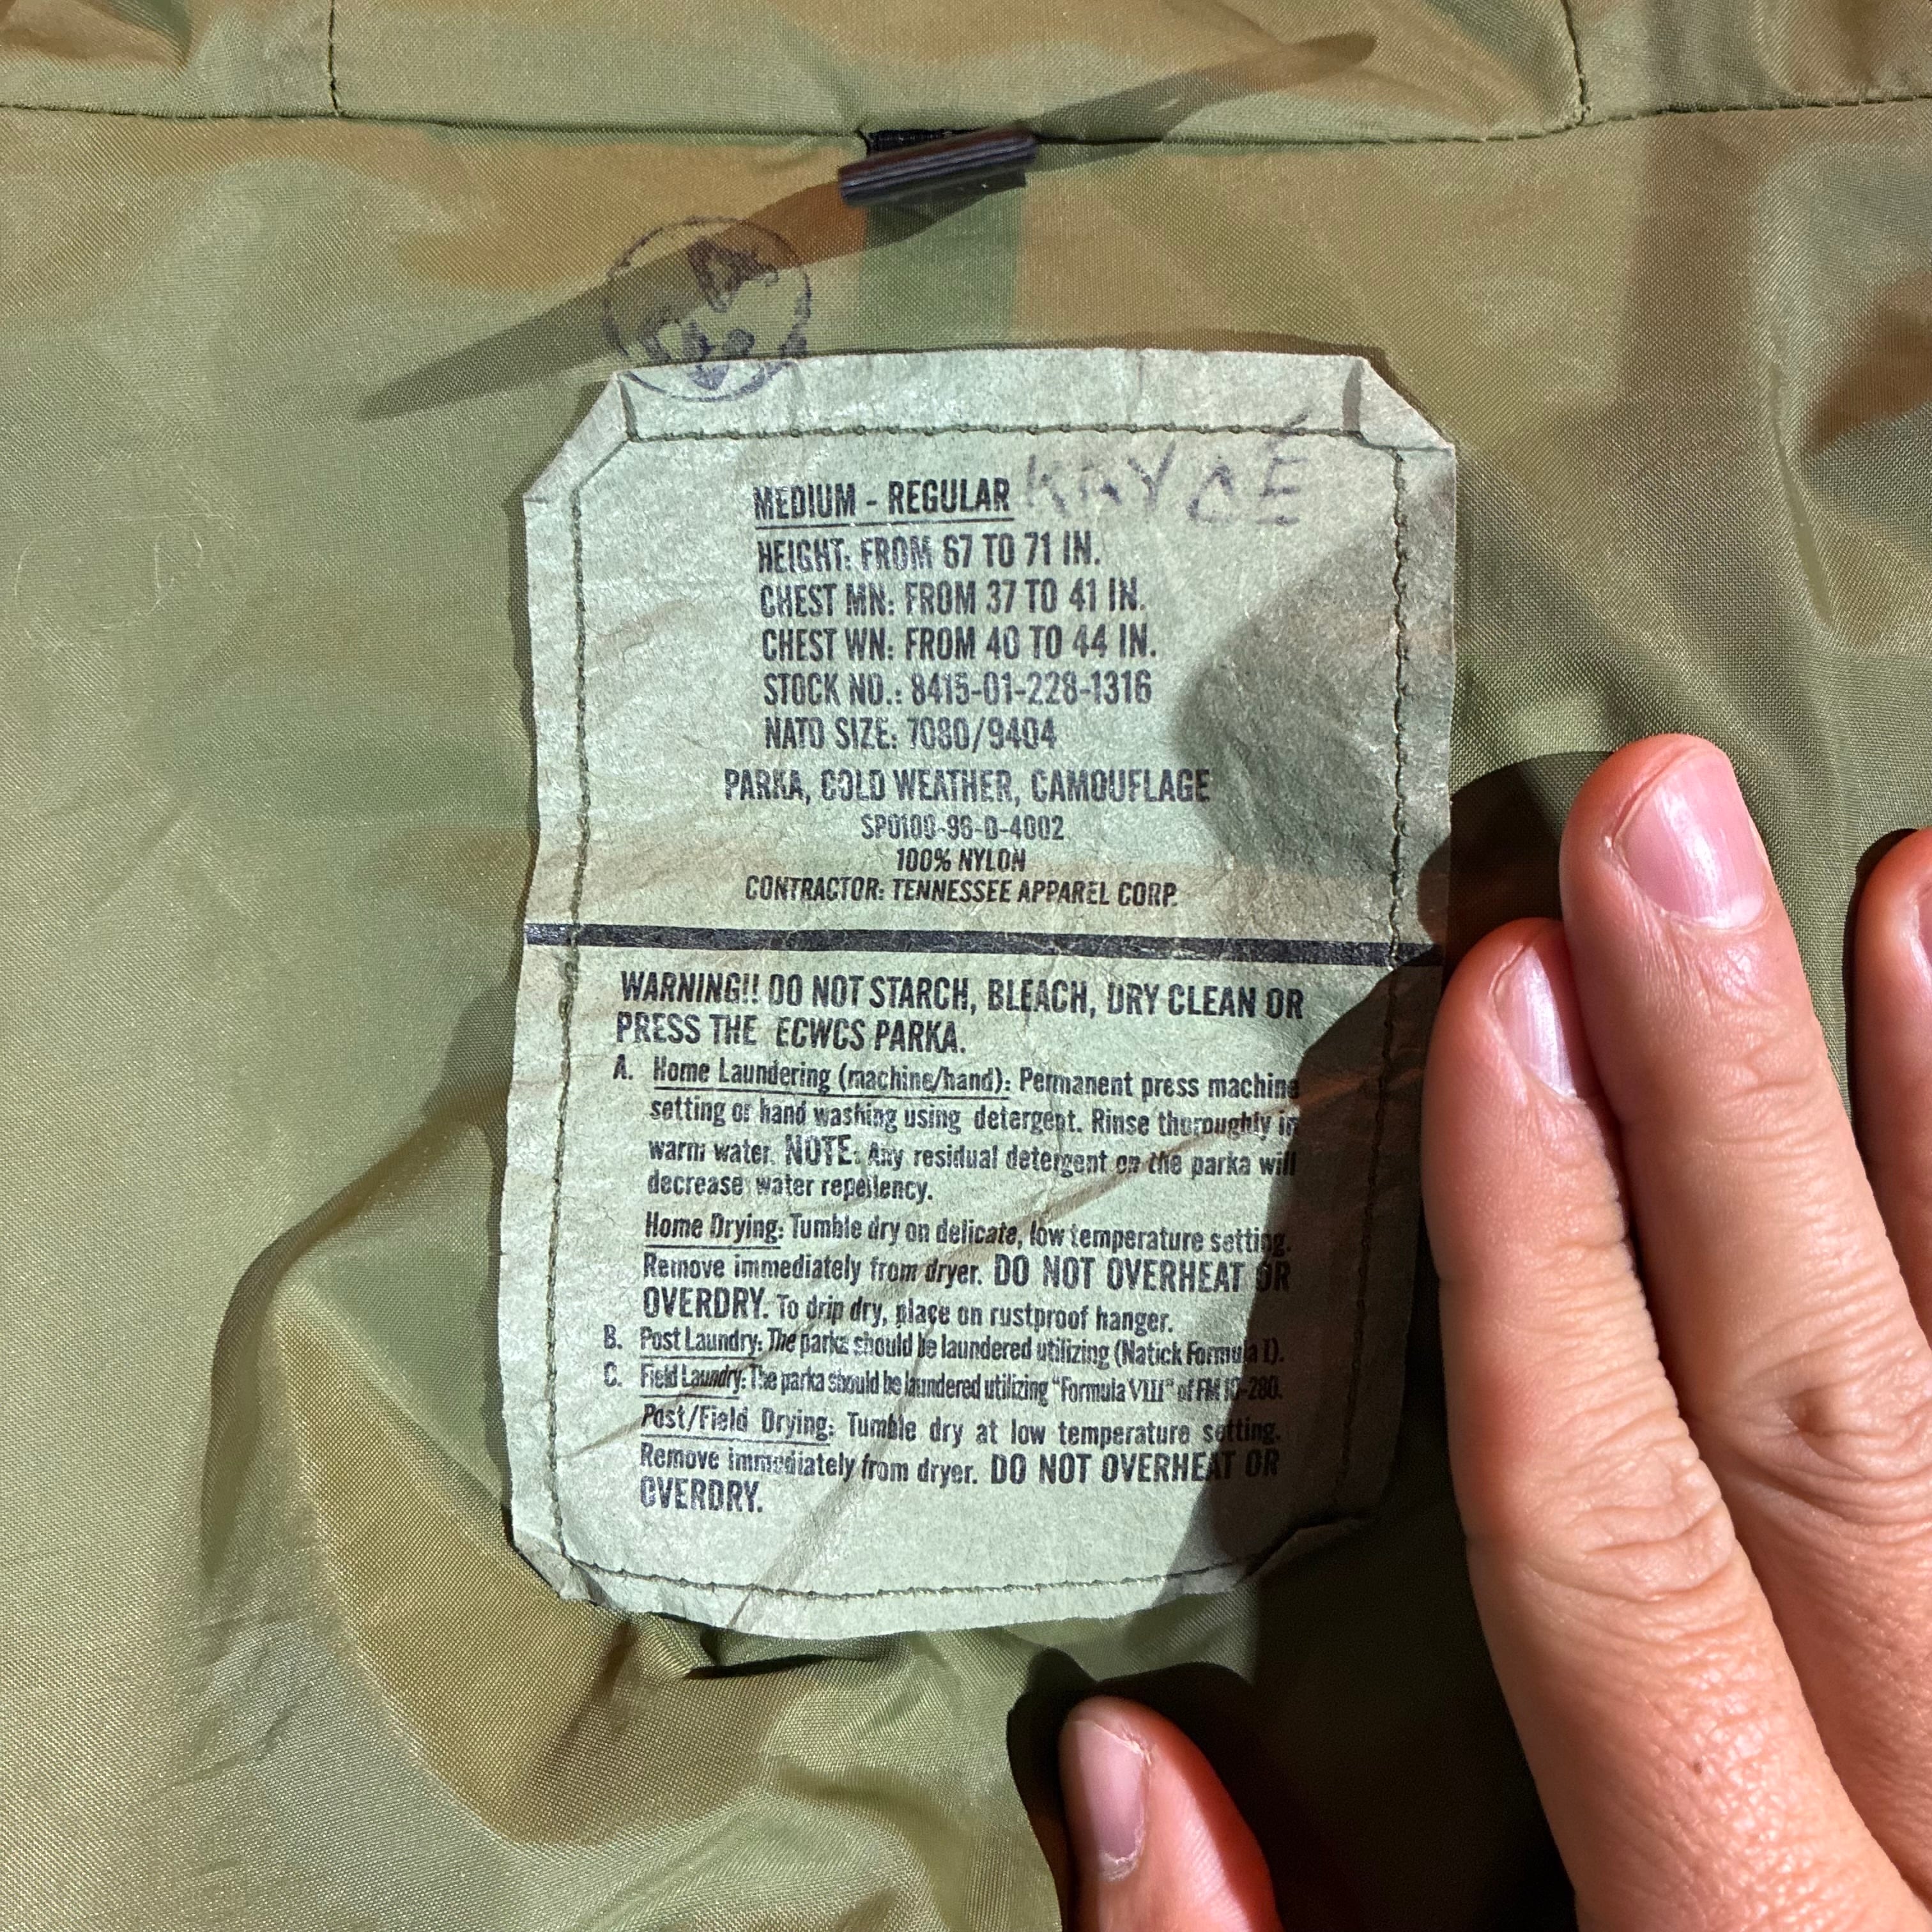 MEDIUM - REGULAR
HEIGHT: FROM 67 TO 71 IN.
CHEST MN: FROM 37 TO 41 IN.
CHEST WN: FROM 40 TO 44 IN.
STOCK NO.: 8415-01-228-1316
NATO SIZE: 7080/9404
PARKA, COLD WEATHER, CAMOUFLAGE
SP0100-96-D-4002
100% NYLON
CONTRACTOR: TENNESSEE APPAREL CORP.
WARNING!! DO NOT STARCH, BLEACH, DRY CLEAN OR
PRESS THE ECWCS PARKA.
A. Home Laundering (machine/hand): Permanent press machine
setting or hand washing using detergent. Rinse thoroughly in
warm water. NOTE: Any residual detergent on the parka will
decrease water repellency.
Home Drying: Tumble dry on delicate, low temperature setting.
Remove immediately from dryer. DO NOT OVERHEAT OR
OVERDRY. To drip dry, place on rustproof hanger.
B. Post Laundry: The parka should be laundered utilizing (Natick Formula I).
C. Field Laundry: The parka should be laundered utilizing "Formula VIII" of FM 10-280.
Post/Field Drying: Tumble dry at low temperature setting.
Remove immediately from dryer. DO NOT OVERHEAT OR
OVERDRY.